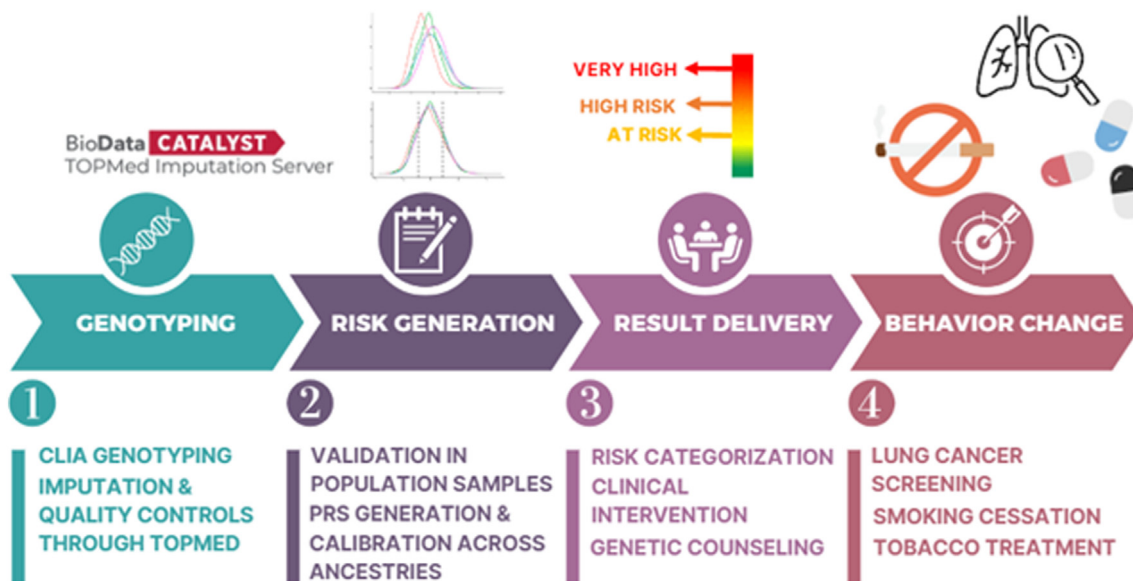 VERY HIGH
HIGH RISK
AT RISK
BioData CATALYST
TOPMed Imputation Server
GENOTYPING
RISK GENERATION
RESULT DELIVERY
BEHAVIOR CHANGE
1
CLIA GENOTYPING
IMPUTATION &
QUALITY CONTROLS
THROUGH TOPMED
2
VALIDATION IN
POPULATION SAMPLES
PRS GENERATION &
CALIBRATION ACROSS
ANCESTRIES
3
RISK CATEGORIZATION
CLINICAL
INTERVENTION
GENETIC COUNSELING
4
LUNG CANCER
SCREENING
SMOKING CESSATION
TOBACCO TREATMENT